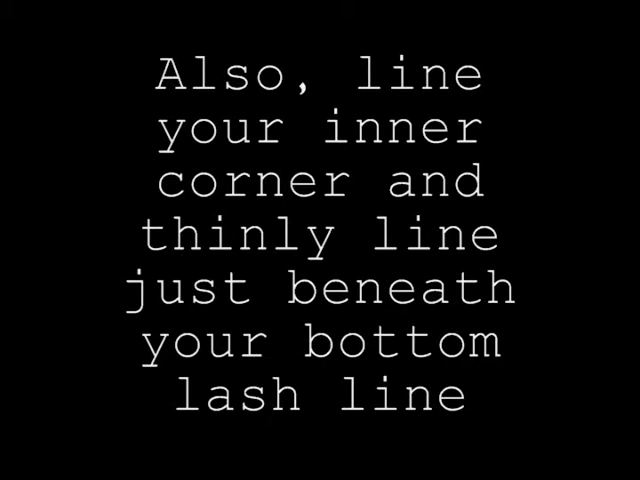 Also, line
your inner
corner and
thinly line
just beneath
your bottom
lash line